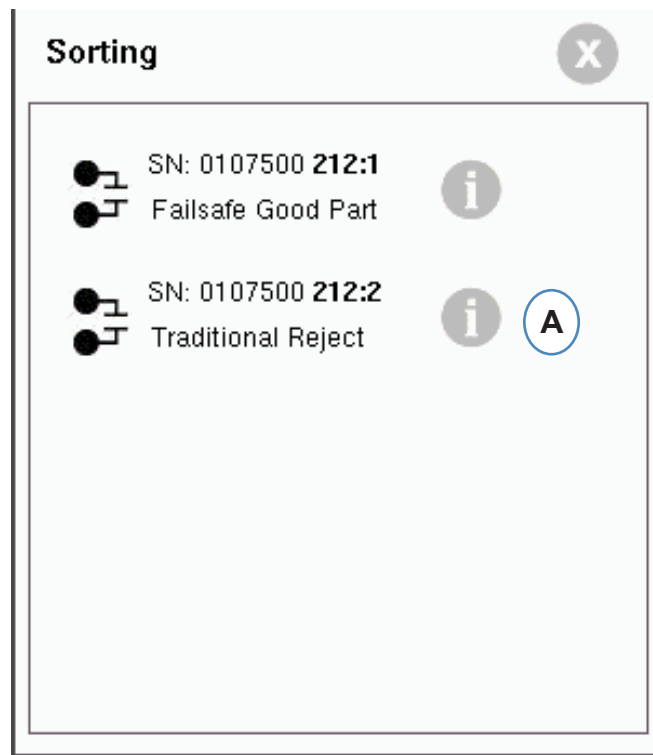 Sorting
X
SN: 0107500 212:1
Failsafe Good Part
i
SN: 0107500 212:2
Traditional Reject
i
A